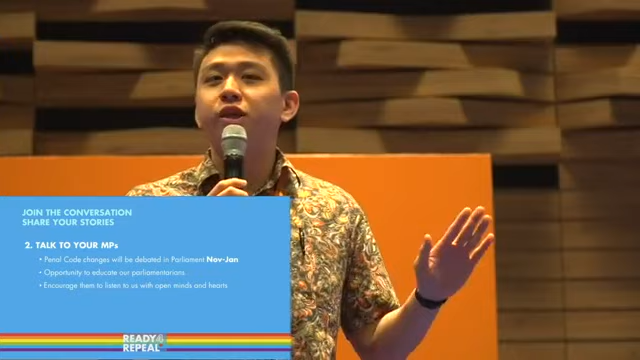 JOIN THE CONVERSATION
SHARE YOUR STORIES
2. TALK TO YOUR MPs
• Penal Code changes will be debated in Parliament Nov-Jan
• Opportunity to educate our parliamentarians
• Encourage them to listen to us with open minds and hearts
READY4
REPEAL